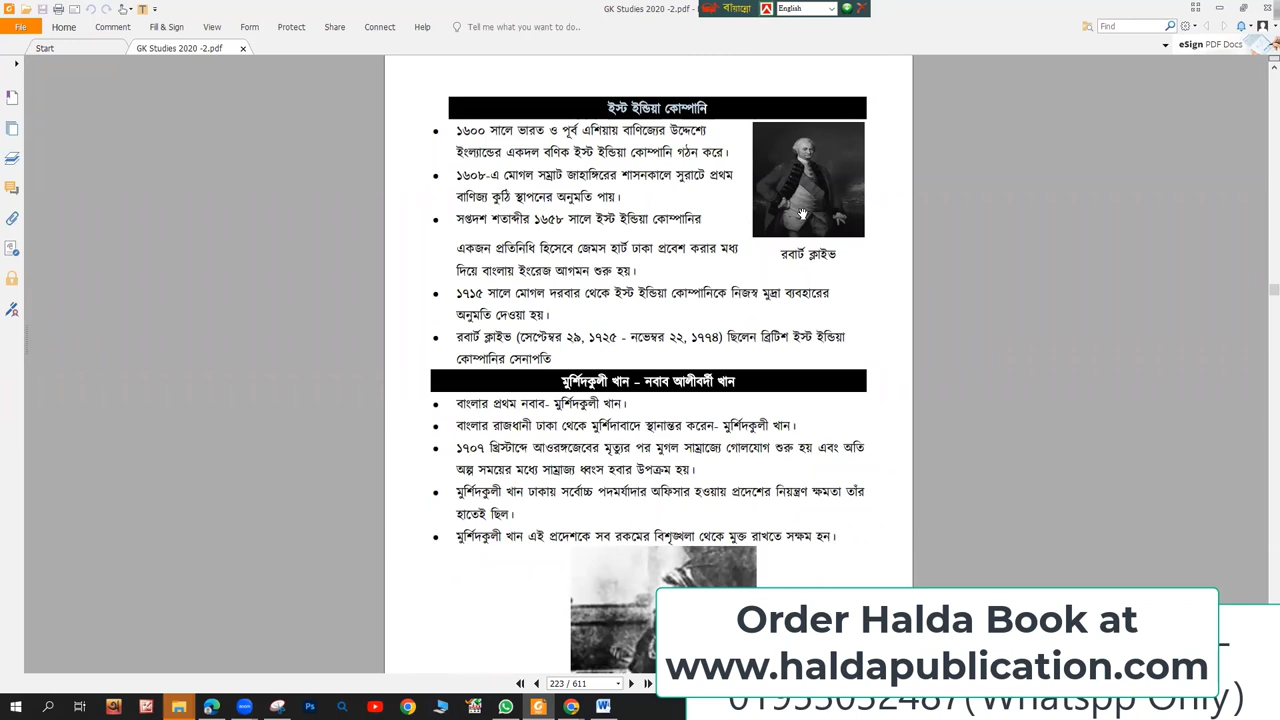 GK Studies 2020 -2.pdf -
বাংলায়ো
English
File Home Comment Fill & Sign View Form Protect Share Connect Help Tell me what you want to do.. Find
Start GK Studies 2020 -2.pdf eSign PDF Docs
ইস্ট ইন্ডিয়া কোম্পানি
• ১৬০০ সালে ভারত ও পূর্ব এশিয়ায় বাণিজ্যের উদ্দেশ্যে
ইংল্যান্ডের একদল বণিক ইস্ট ইন্ডিয়া কোম্পানি গঠন করে।
• ১৬০৮-এ মোগল সম্রাট জাহাঙ্গিরের শাসনকালে সুরাটে প্রথম
বাণিজ্য কুঠি স্থাপনের অনুমতি পায়।
• সপ্তদশ শতাব্দীর ১৬৫৮ সালে ইস্ট ইন্ডিয়া কোম্পানির
একজন প্রতিনিধি হিসেবে জেমস হার্ট ঢাকা প্রবেশ করার মধ্য
দিয়ে বাংলায় ইংরেজ আগমন শুরু হয়।
রবার্ট ক্লাইভ
• ১৭১৫ সালে মোগল দরবার থেকে ইস্ট ইন্ডিয়া কোম্পানিকে নিজস্ব মুদ্রা ব্যবহারের
অনুমতি দেওয়া হয়।
• রবার্ট ক্লাইভ (সেপ্টেম্বর ২৯, ১৭২৫ - নভেম্বর ২২, ১৭৭৪) ছিলেন ব্রিটিশ ইস্ট ইন্ডিয়া
কোম্পানির সেনাপতি
মুর্শিদকুলী খান – নবাব আলীবর্দী খান
• বাংলার প্রথম নবাব- মুর্শিদকুলী খান।
• বাংলার রাজধানী ঢাকা থেকে মুর্শিদাবাদে স্থানান্তর করেন- মুর্শিদকুলী খান।
• ১৭০৭ খ্রিস্টাব্দে আওরঙ্গজেবের মৃত্যুর পর মুগল সাম্রাজ্যে গোলযোগ শুরু হয় এবং অতি
অল্প সময়ের মধ্যে সাম্রাজ্য ধ্বংস হবার উপক্রম হয়।
• মুর্শিদকুলী খান ঢাকায় সর্বোচ্চ পদমর্যাদার অফিসার হওয়ায় প্রদেশের নিয়ন্ত্রণ ক্ষমতা তাঁর
হাতেই ছিল।
• মুর্শিদকুলী খান এই প্রদেশকে সব রকমের বিশৃঙ্খলা থেকে মুক্ত রাখতে সক্ষম হন।
223 / 611
Order Halda Book at
www.haldapublication.com
(Whatspp Only)